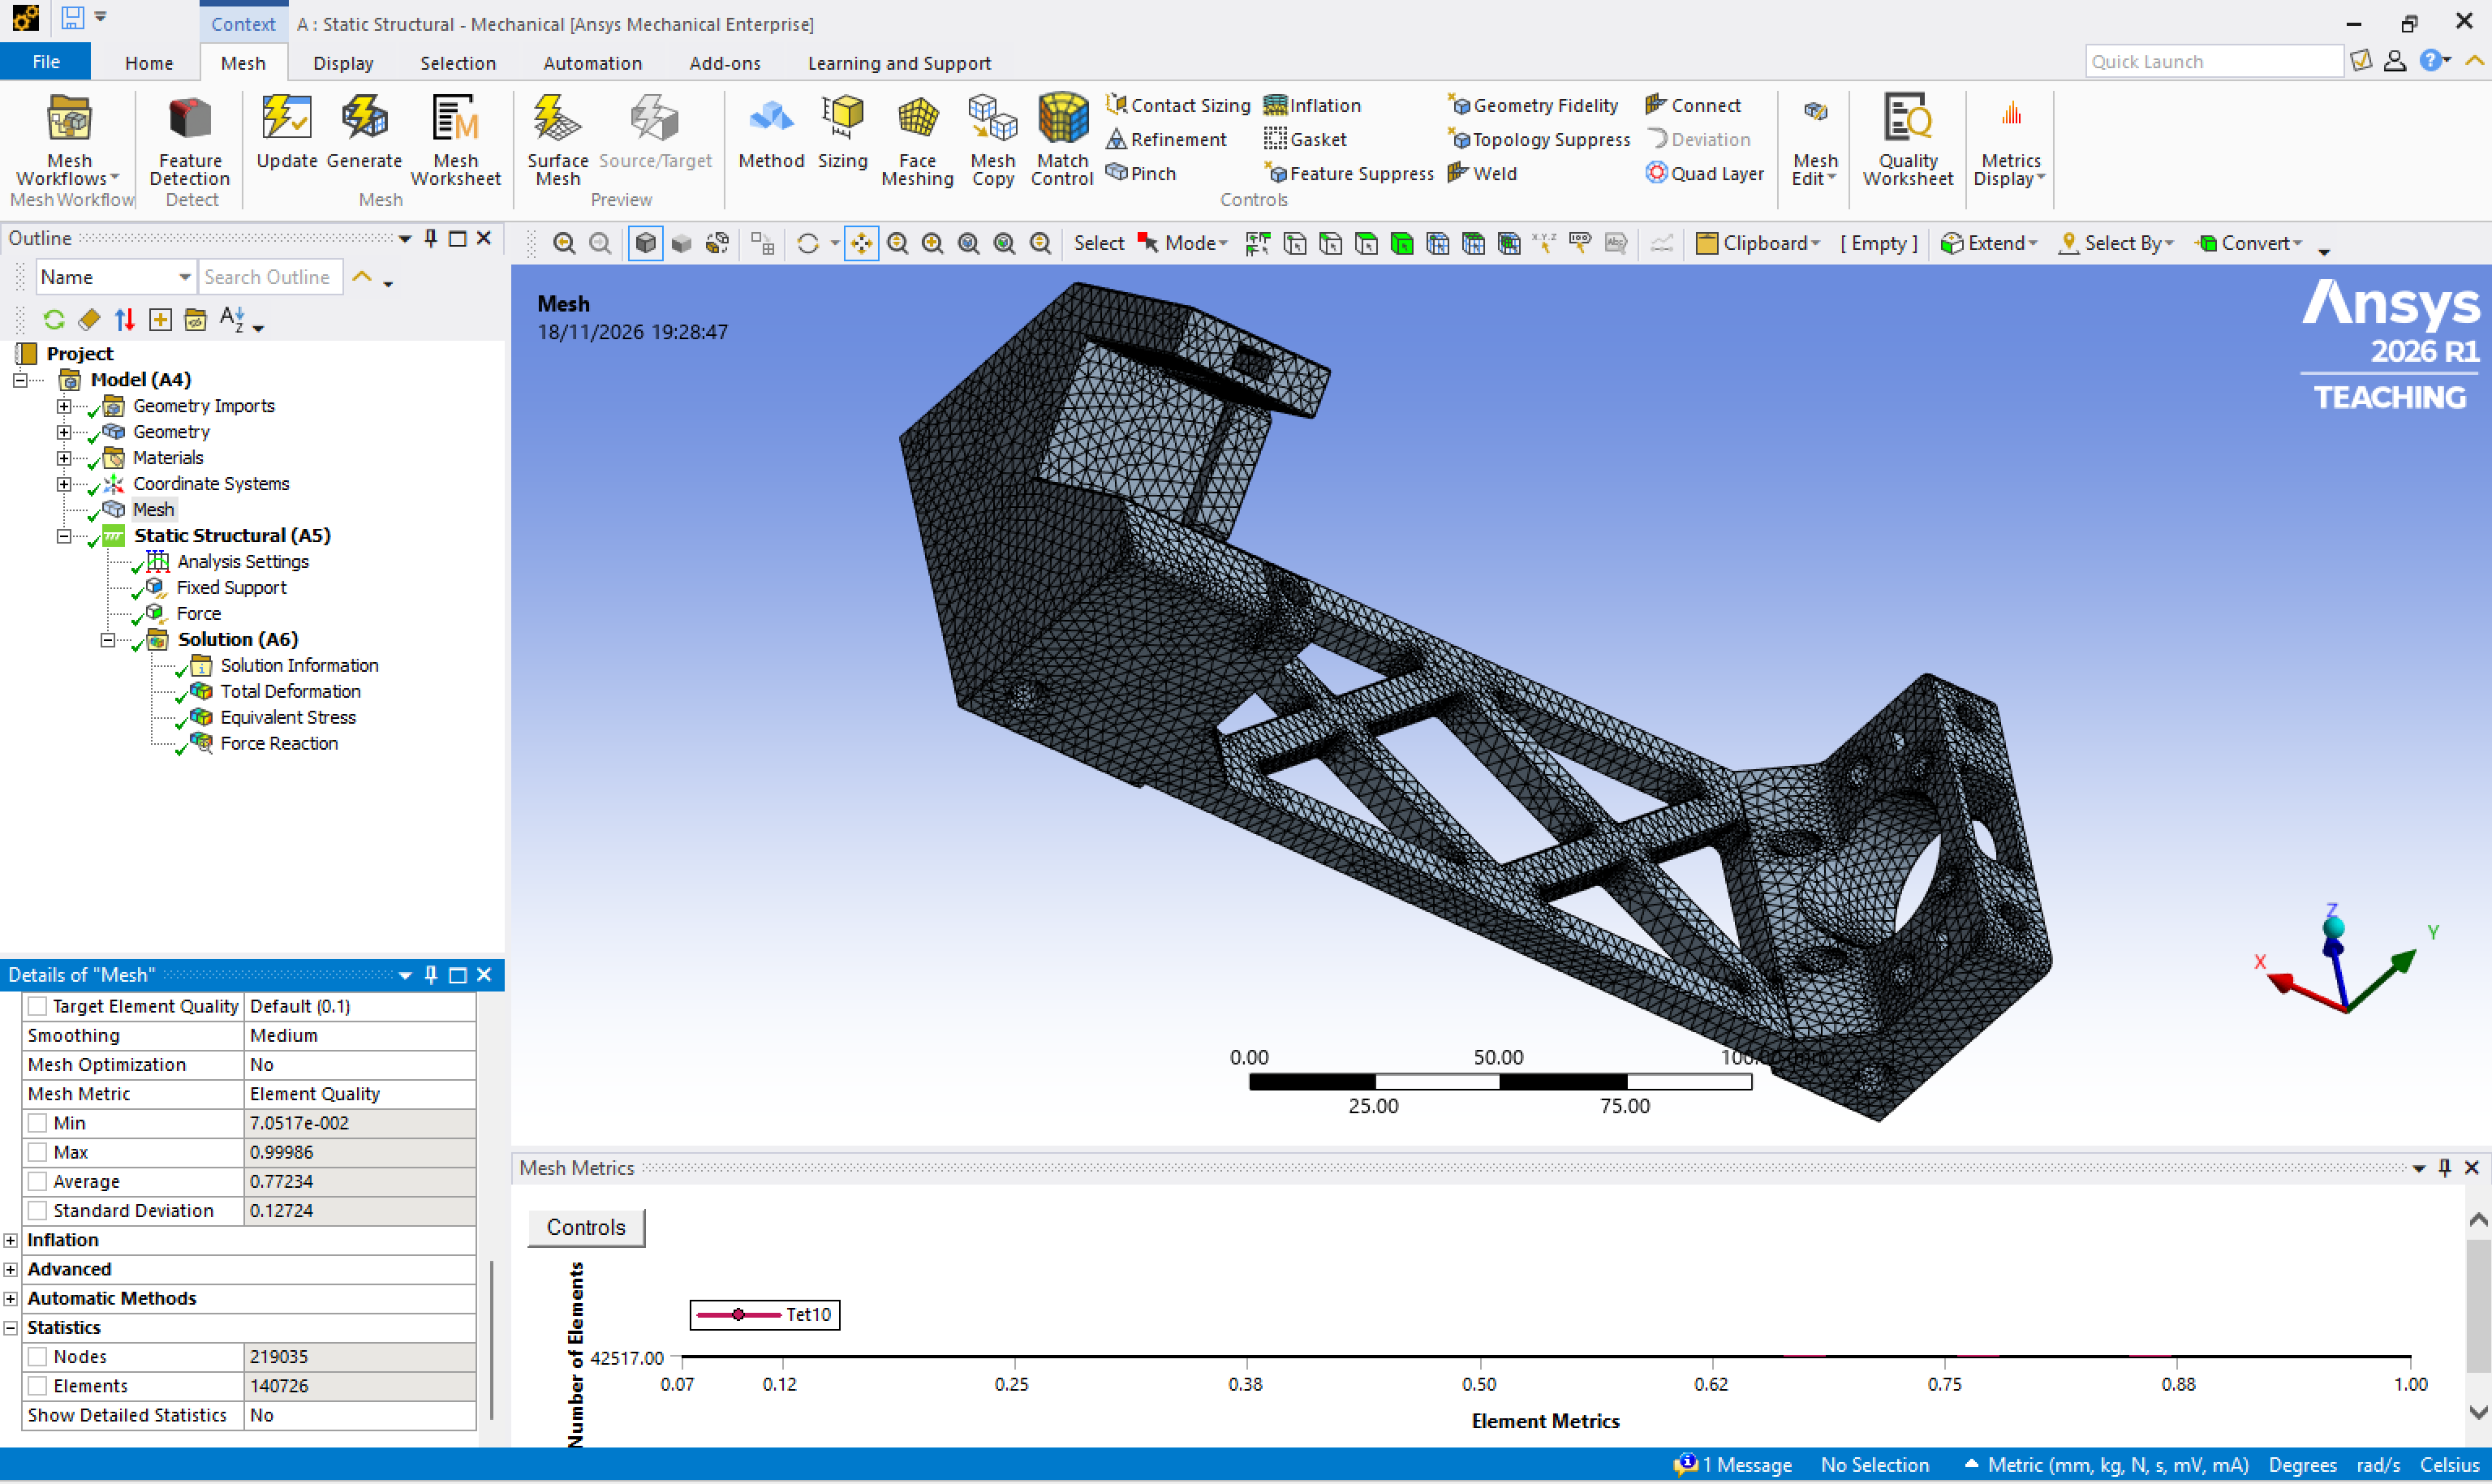 Context
A : Static Structural - Mechanical [Ansys Mechanical Enterprise]
File Home Mesh Display Selection Automation Add-ons Learning and Support
Quick Launch
Mesh Workflows
Mesh Workflow
Feature Detection
Detect
Update
Generate
Mesh Worksheet
Mesh
Surface Mesh
Source/Target
Preview
Method
Sizing
Face Meshing
Mesh Copy
Match Control
Contact Sizing
Refinement
Pinch
Inflation
Gasket
Feature Suppress
Geometry Fidelity
Topology Suppress
Weld
Connect
Deviation
Quad Layer
Controls
Mesh Edit
Quality Worksheet
Metrics Display
Outline
Name
Search Outline
Select Mode Clipboard [ Empty ] Extend Select By Convert
Project
Model (A4)
Geometry Imports
Geometry
Materials
Coordinate Systems
Mesh
Static Structural (A5)
Analysis Settings
Fixed Support
Force
Solution (A6)
Solution Information
Total Deformation
Equivalent Stress
Force Reaction
Mesh
18/11/2026 19:28:47
Ansys
2026 R1
TEACHING
Z
Y
X
0.00 50.00
25.00 75.00
Details of "Mesh"
Target Element Quality Default (0.1)
Smoothing Medium
Mesh Optimization No
Mesh Metric Element Quality
Min 7.0517e-002
Max 0.99986
Average 0.77234
Standard Deviation 0.12724
Inflation
Advanced
Automatic Methods
Statistics
Nodes 219035
Elements 140726
Show Detailed Statistics No
Mesh Metrics
Controls
Number of Elements
Tet10
42517.00
0.07 0.12 0.25 0.38 0.50 0.62 0.75 0.88 1.00
Element Metrics
1 Message No Selection Metric (mm, kg, N, s, mV, mA) Degrees rad/s Celsius